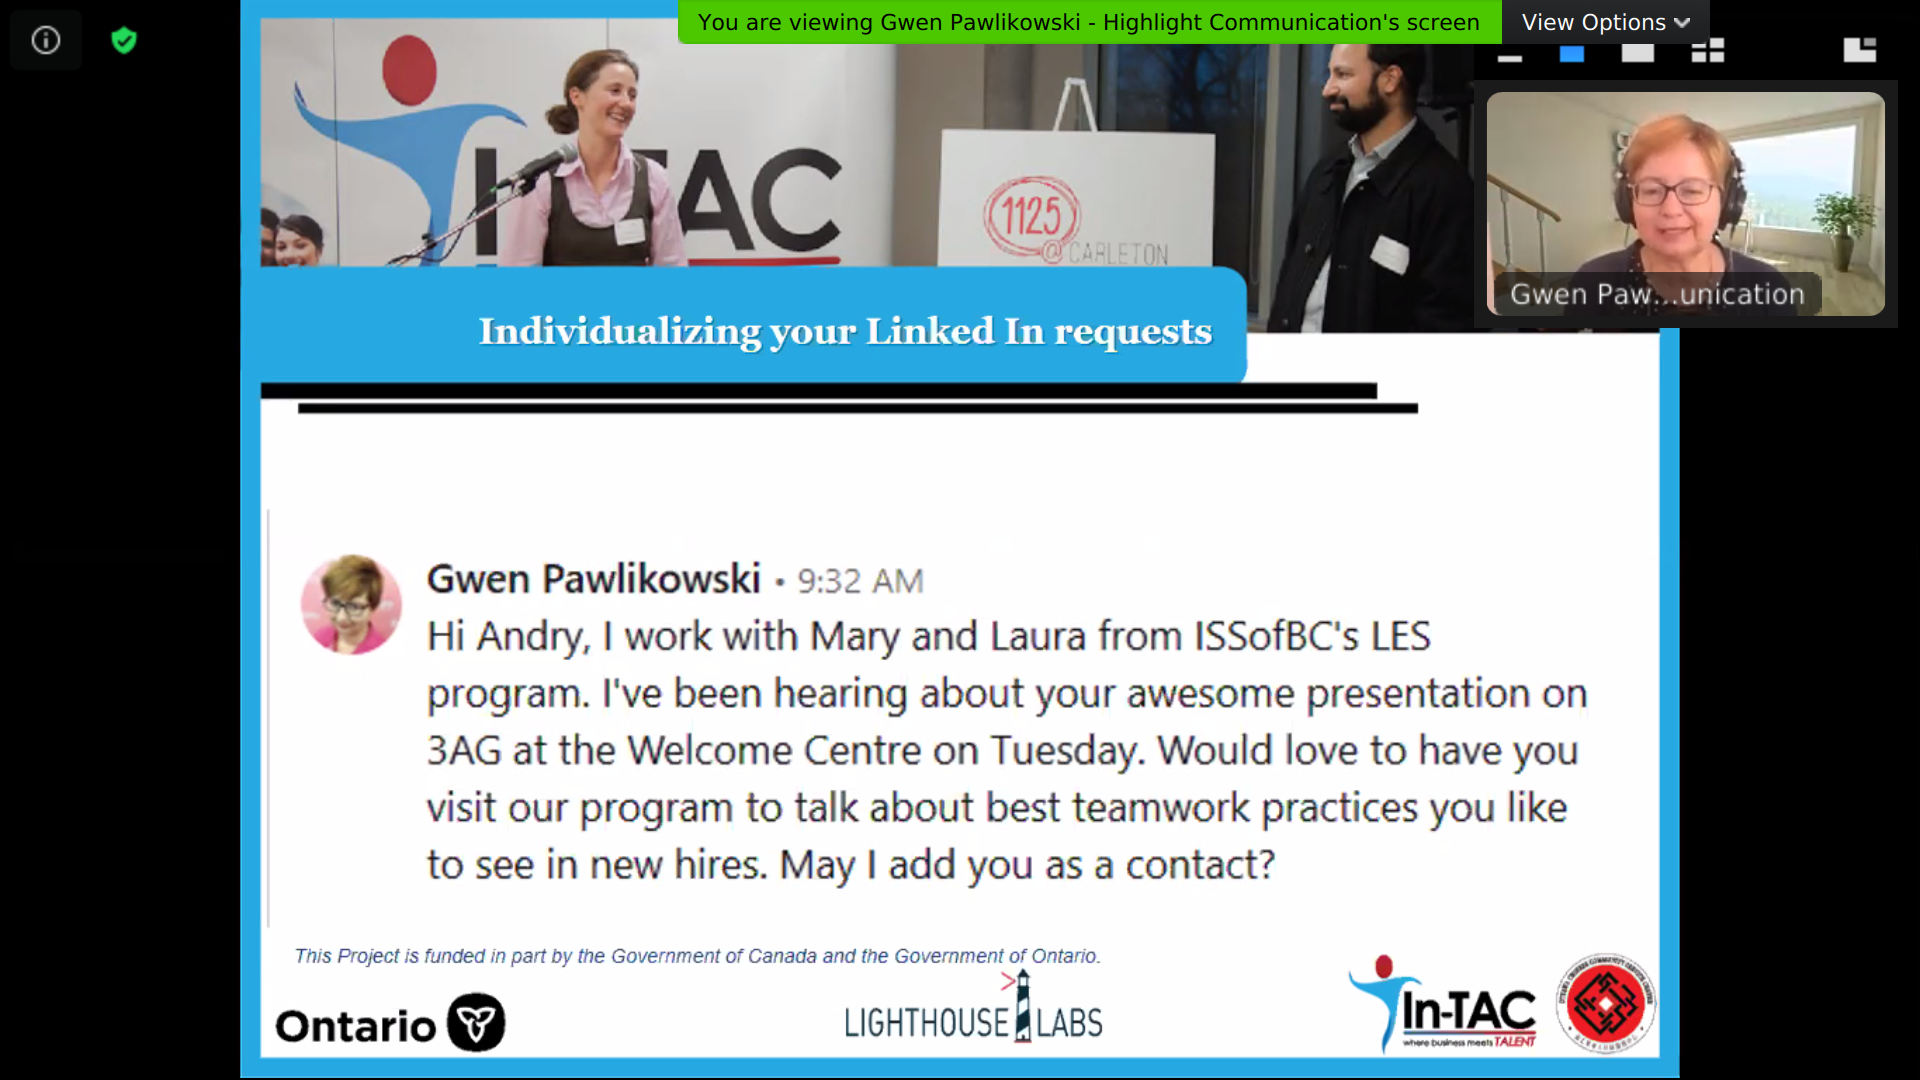 You are viewing Gwen Pawlikowski - Highlight Communication's screen
View Options
In-TAC
1125
@ CARLETON
Gwen Paw...unication
Individualizing your Linked In requests
Gwen Pawlikowski • 9:32 AM
Hi Andry, I work with Mary and Laura from ISSofBC's LES
program. I've been hearing about your awesome presentation on
3AG at the Welcome Centre on Tuesday. Would love to have you
visit our program to talk about best teamwork practices you like
to see in new hires. May I add you as a contact?
This Project is funded in part by the Government of Canada and the Government of Ontario.
Ontario
LIGHTHOUSE LABS
In-TAC
where business meets TALENT